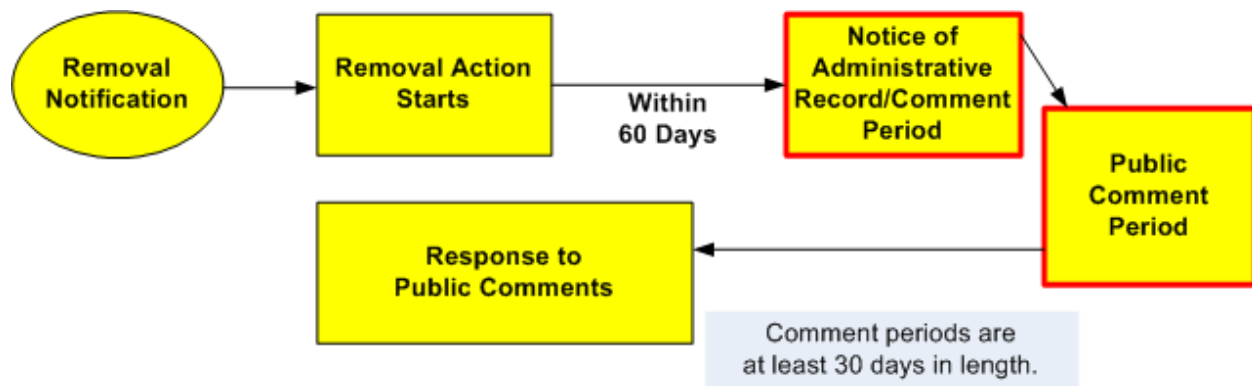 Removal
Notification
Removal Action
Starts
Within
60 Days
Notice of
Administrative
Record/Comment
Period
Public
Comment
Period
Response to
Public Comments
Comment periods are
at least 30 days in length.